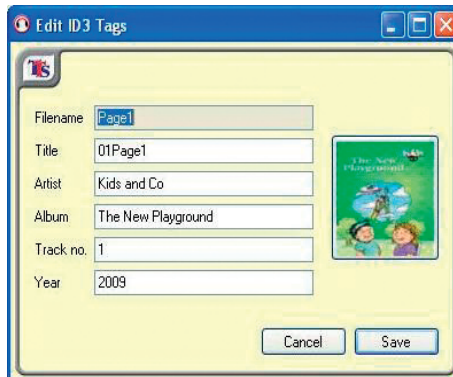 Edit ID3 Tags
TTS
Filename Page1
Title 01Page1
Artist Kids and Co
Album The New Playground
Track no. 1
Year 2009
The New
Playground
Cancel Save